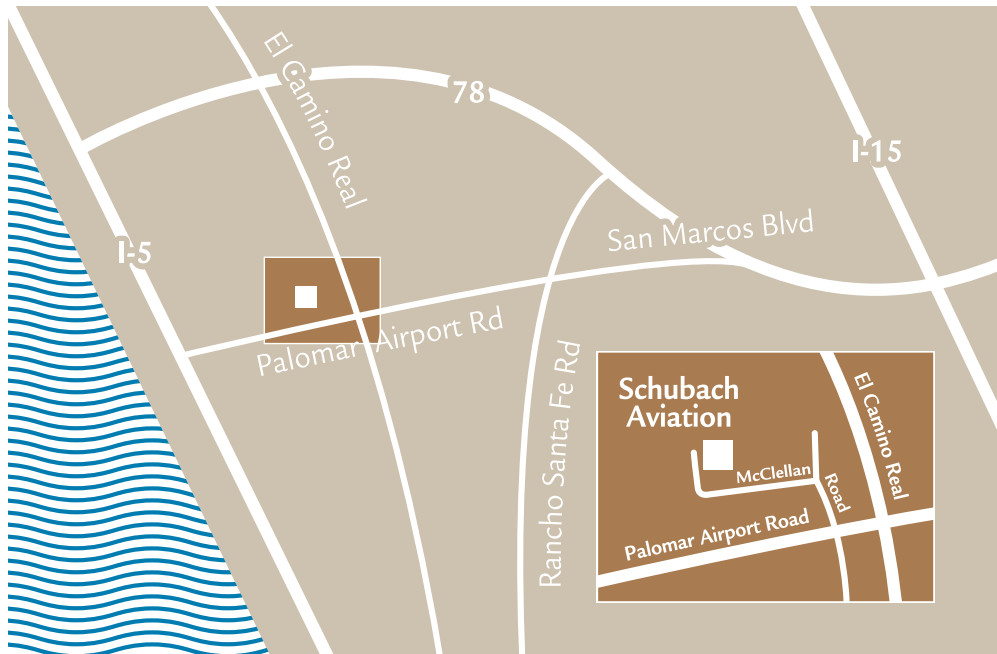 El Camino Real
78
I-15
San Marcos Blvd
I-5
Palomar Airport Rd
Rancho Santa Fe Rd
Schubach
Aviation
El Camino Real
McClellan
Road
Palomar Airport Road